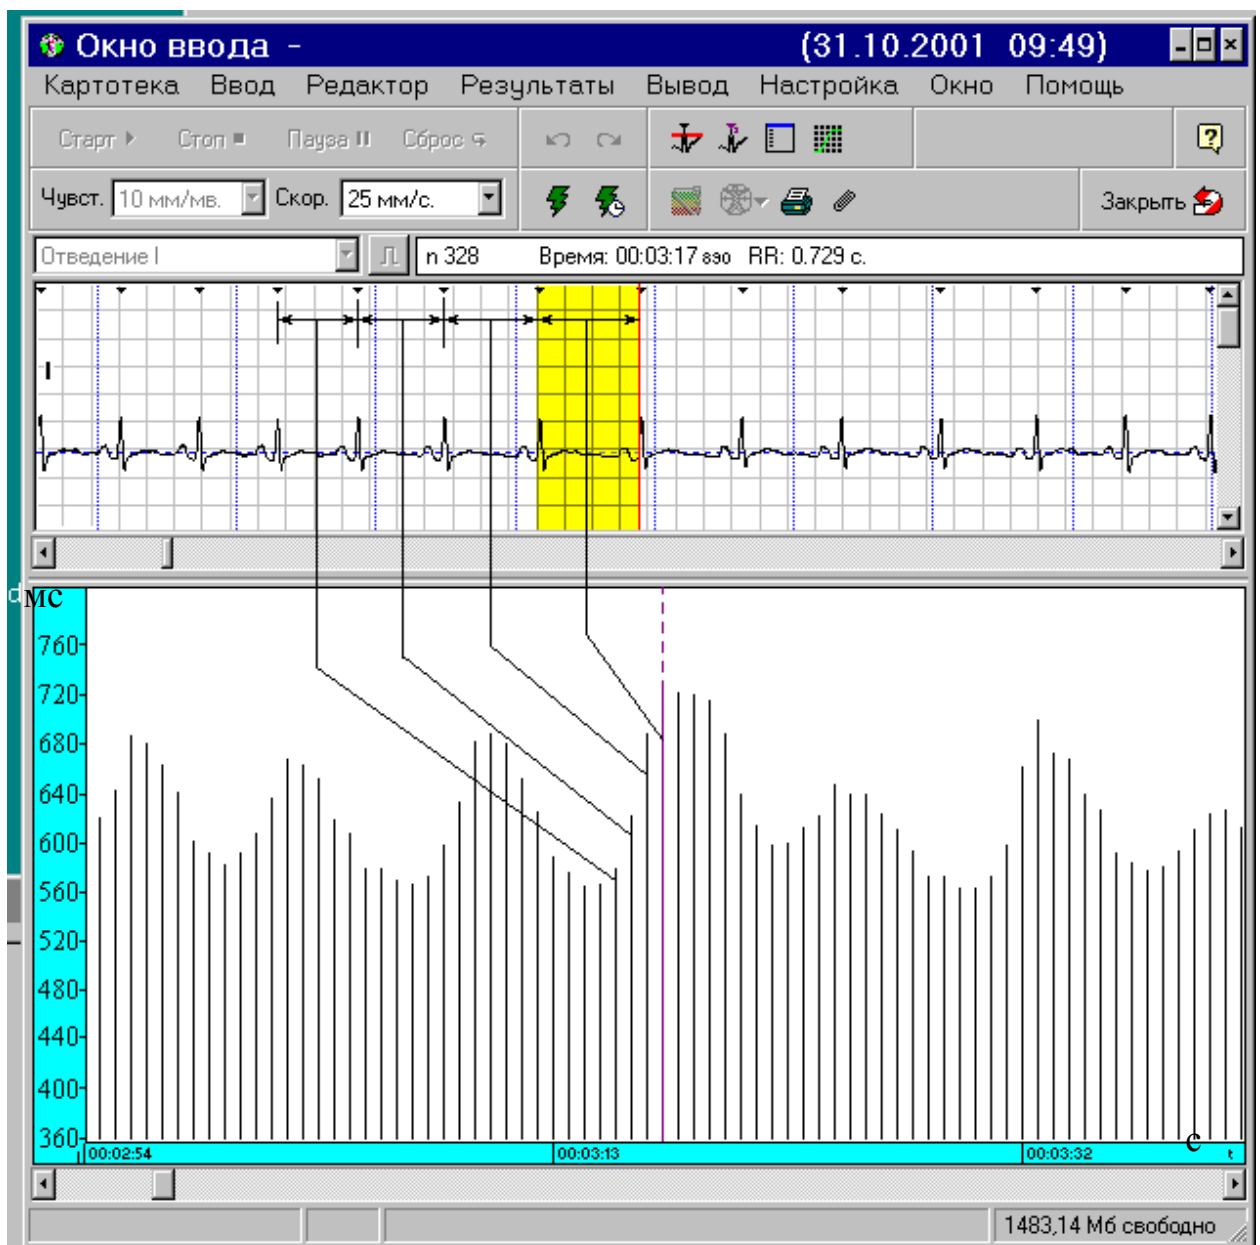 Окно ввода - (31.10.2001 09:49)
Картотека Ввод Редактор Результаты Вывод Настройка Окно Помощь
Старт Стоп Пауза Сброс
Чувст. 10 мм/мв. Скор. 25 мм/с. Закрыть
Отведение I n 328 Время: 00:03:17 890 RR: 0.729 с.
I
d
мс
760
720
680
640
600
560
520
480
440
400
360
00:02:54 00:03:13 00:03:32 с t
1483,14 Мб свободно